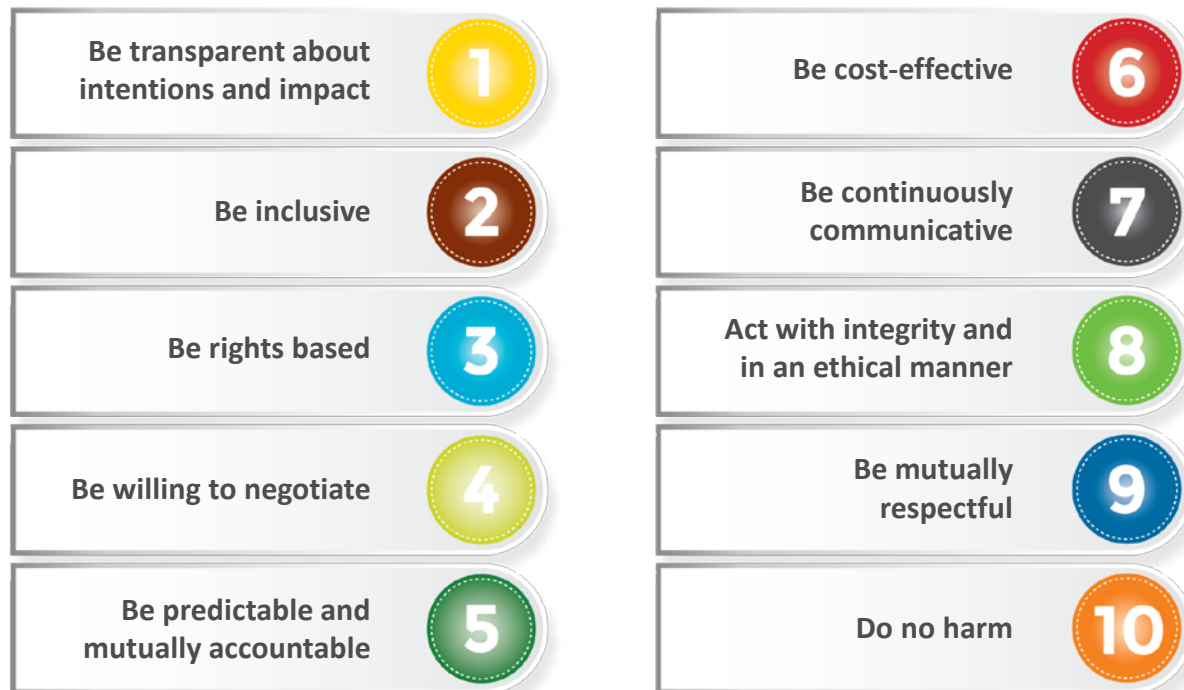 Be transparent about
intentions and impact
1
Be inclusive
2
Be rights based
3
Be willing to negotiate
4
Be predictable and
mutually accountable
5
Be cost-effective
6
Be continuously
communicative
7
Act with integrity and
in an ethical manner
8
Be mutually
respectful
9
Do no harm
10